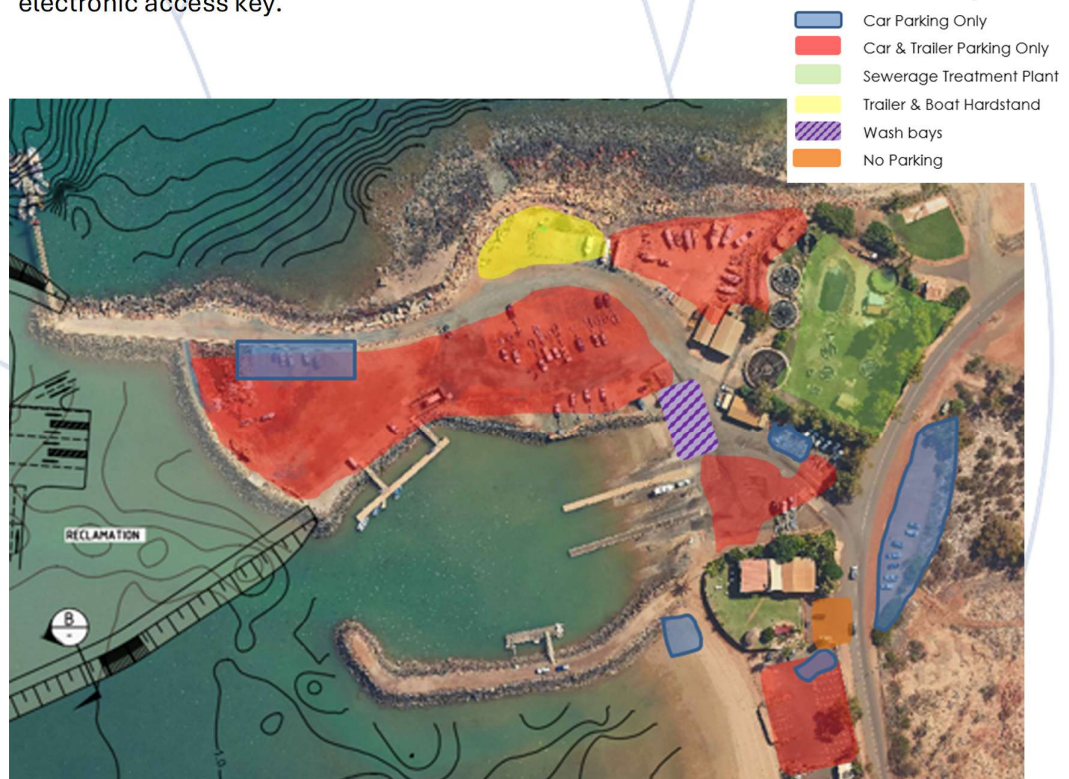 electronic access key.
Car Parking Only
Car & Trailer Parking Only
Sewerage Treatment Plant
Trailer & Boat Hardstand
Wash bays
No Parking
RECLAMATION
B